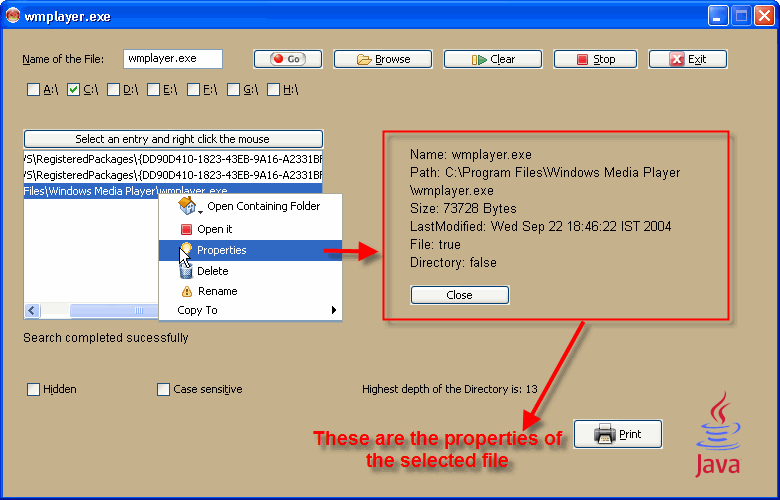 wmplayer.exe
Name of the File: wmplayer.exe Go Browse Clear Stop Exit
A:\ C:\ D:\ E:\ F:\ G:\ H:\
Select an entry and right click the mouse
/S\RegisteredPackages\{DD90D410-1823-43EB-9A16-A2331BF
/S\RegisteredPackages\{DD90D410-1823-43EB-9A16-A2331BF
Files\Windows Media Player\wmplayer.exe
Open Containing Folder
Open it
Properties
Delete
Rename
Copy To
Name: wmplayer.exe
Path: C:\Program Files\Windows Media Player
\wmplayer.exe
Size: 73728 Bytes
LastModified: Wed Sep 22 18:46:22 IST 2004
File: true
Directory: false
Close
Search completed sucessfully
Hidden Case sensitive Highest depth of the Directory is: 13
These are the properties of
the selected file
Print
Java